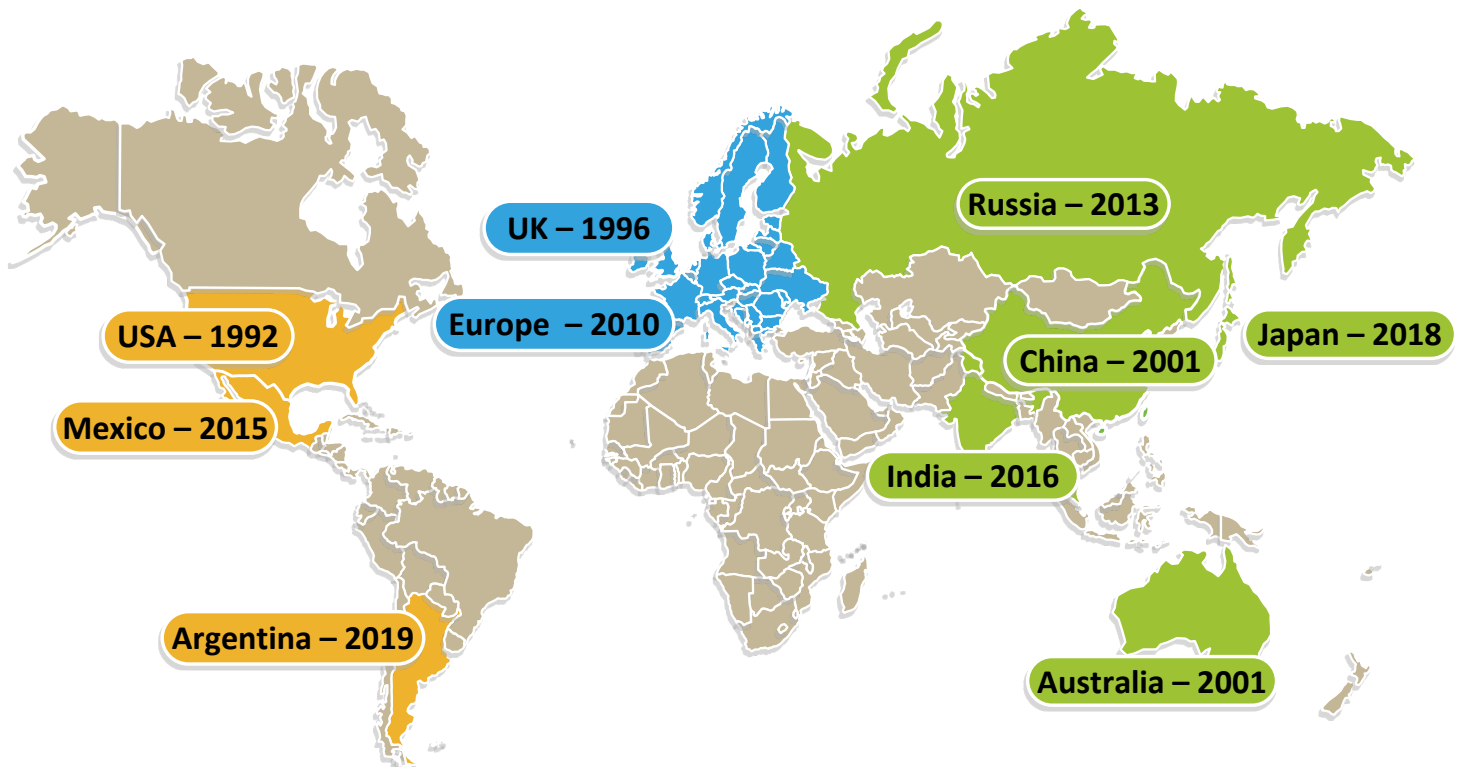 Russia – 2013
UK – 1996
Europe – 2010
USA – 1992
Japan – 2018
China – 2001
Mexico – 2015
India – 2016
Argentina – 2019
Australia – 2001